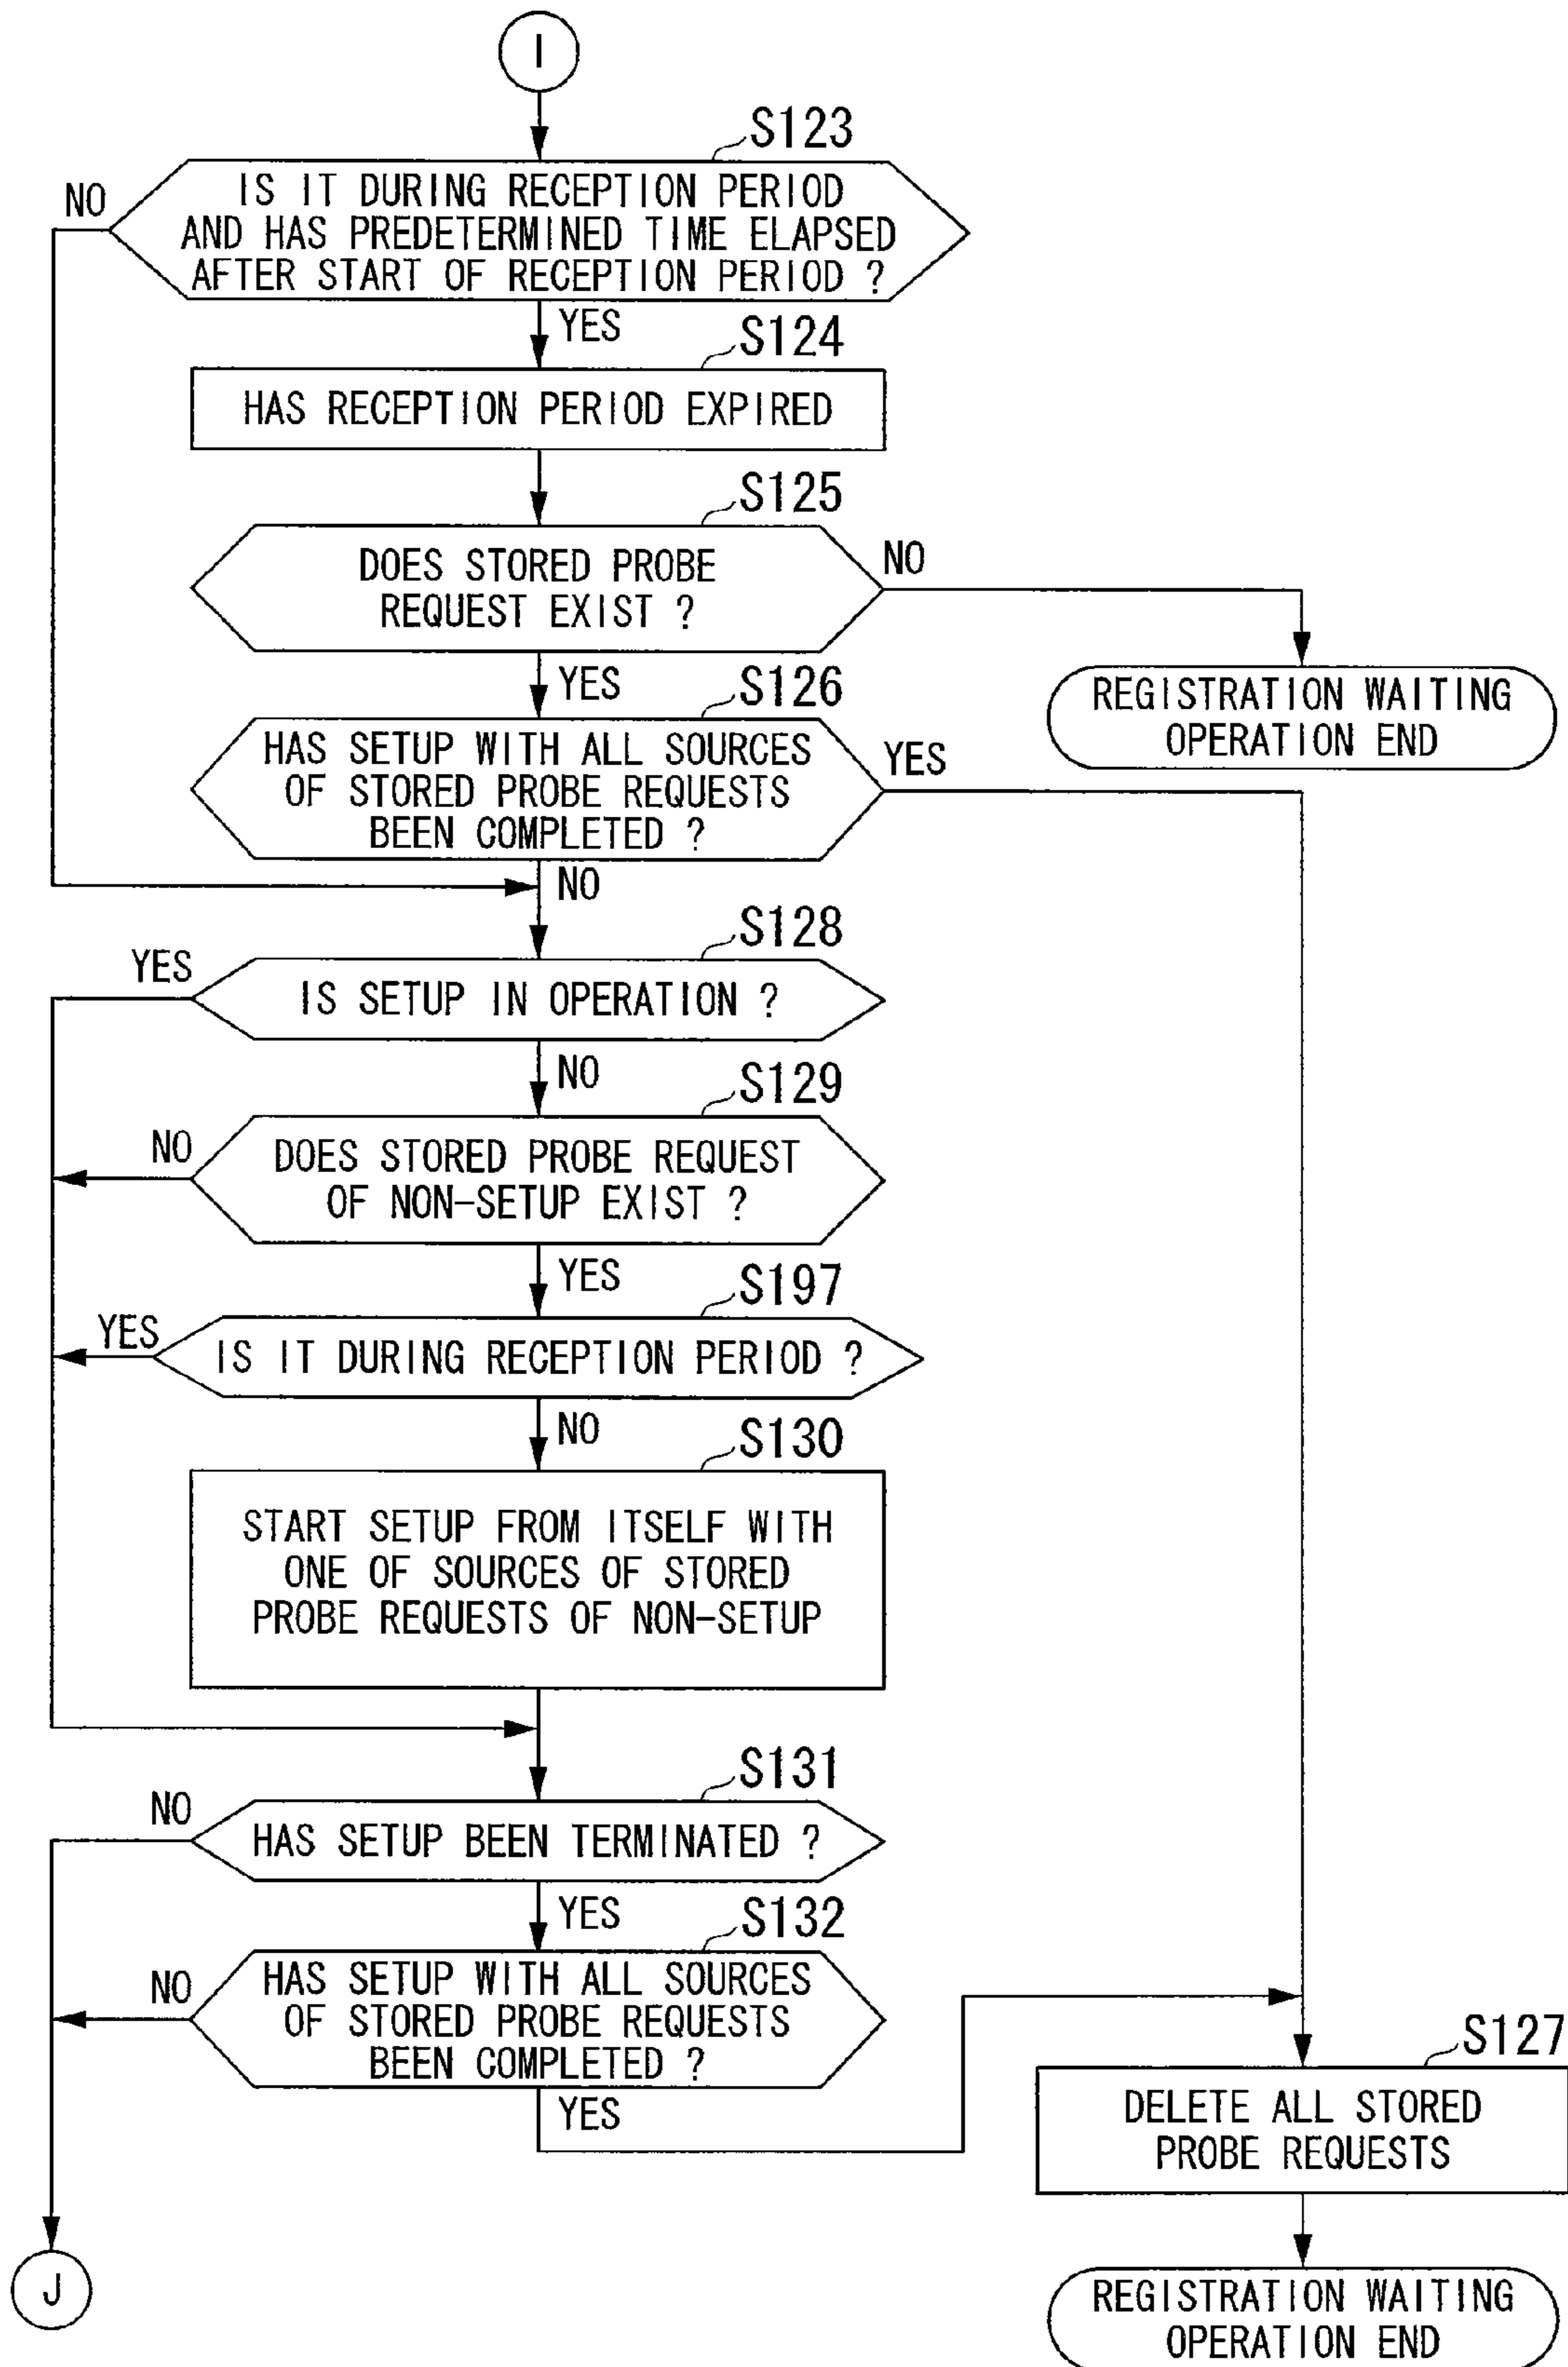 I
S123
NO
IS IT DURING RECEPTION PERIOD
AND HAS PREDETERMINED TIME ELAPSED
AFTER START OF RECEPTION PERIOD ?
YES
S124
HAS RECEPTION PERIOD EXPIRED
S125
DOES STORED PROBE
REQUEST EXIST ?
NO
YES
S126
REGISTRATION WAITING
OPERATION END
HAS SETUP WITH ALL SOURCES
OF STORED PROBE REQUESTS
BEEN COMPLETED ?
YES
NO
S128
YES
IS SETUP IN OPERATION ?
NO
S129
NO
DOES STORED PROBE REQUEST
OF NON-SETUP EXIST ?
YES
S197
YES
IS IT DURING RECEPTION PERIOD ?
NO
S130
START SETUP FROM ITSELF WITH
ONE OF SOURCES OF STORED
PROBE REQUESTS OF NON-SETUP
S131
NO
HAS SETUP BEEN TERMINATED ?
YES
S132
NO
HAS SETUP WITH ALL SOURCES
OF STORED PROBE REQUESTS
BEEN COMPLETED ?
YES
S127
DELETE ALL STORED
PROBE REQUESTS
J
REGISTRATION WAITING
OPERATION END